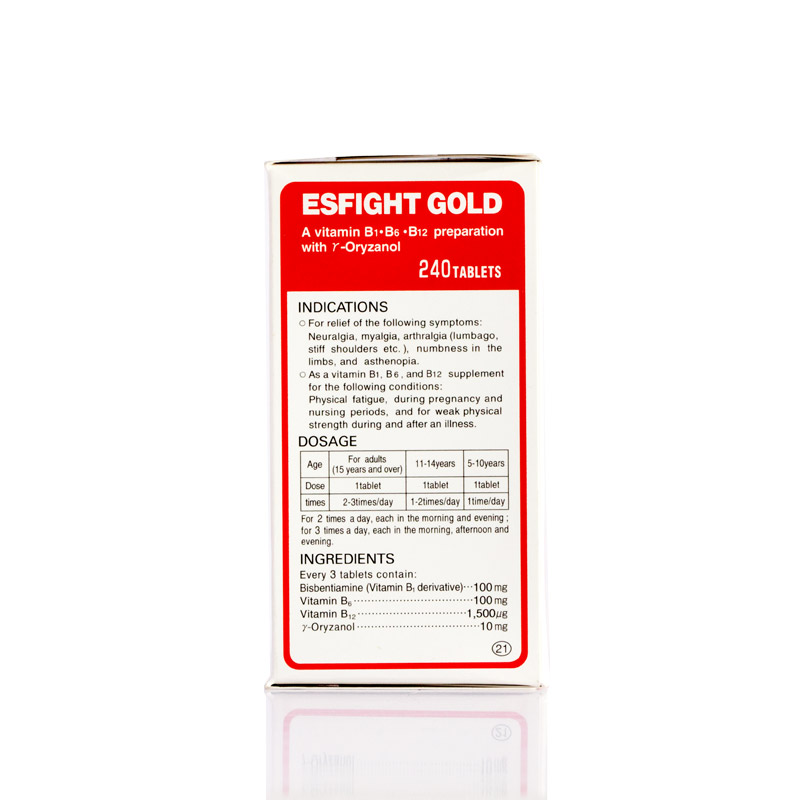 ESFIGHT GOLD
A vitamin B1•B6•B12 preparation
with γ-Oryzanol
240 TABLETS
INDICATIONS
○ For relief of the following symptoms:
Neuralgia, myalgia, arthralgia (lumbago,
stiff shoulders etc.), numbness in the
limbs, and asthenopia.
○ As a vitamin B1, B6, and B12 supplement
for the following conditions:
Physical fatigue, during pregnancy and
nursing periods, and for weak physical
strength during and after an illness.
DOSAGE
Age For adults (15 years and over) 11-14years 5-10years
Dose 1tablet 1tablet 1tablet
times 2-3times/day 1-2times/day 1time/day
For 2 times a day, each in the morning and evening;
for 3 times a day, each in the morning, afternoon and
evening.
INGREDIENTS
Every 3 tablets contain:
Bisbentiamine (Vitamin B1 derivative)···100mg
Vitamin B6······················100mg
Vitamin B12·····················1,500µg
γ-Oryzanol······················10mg
21